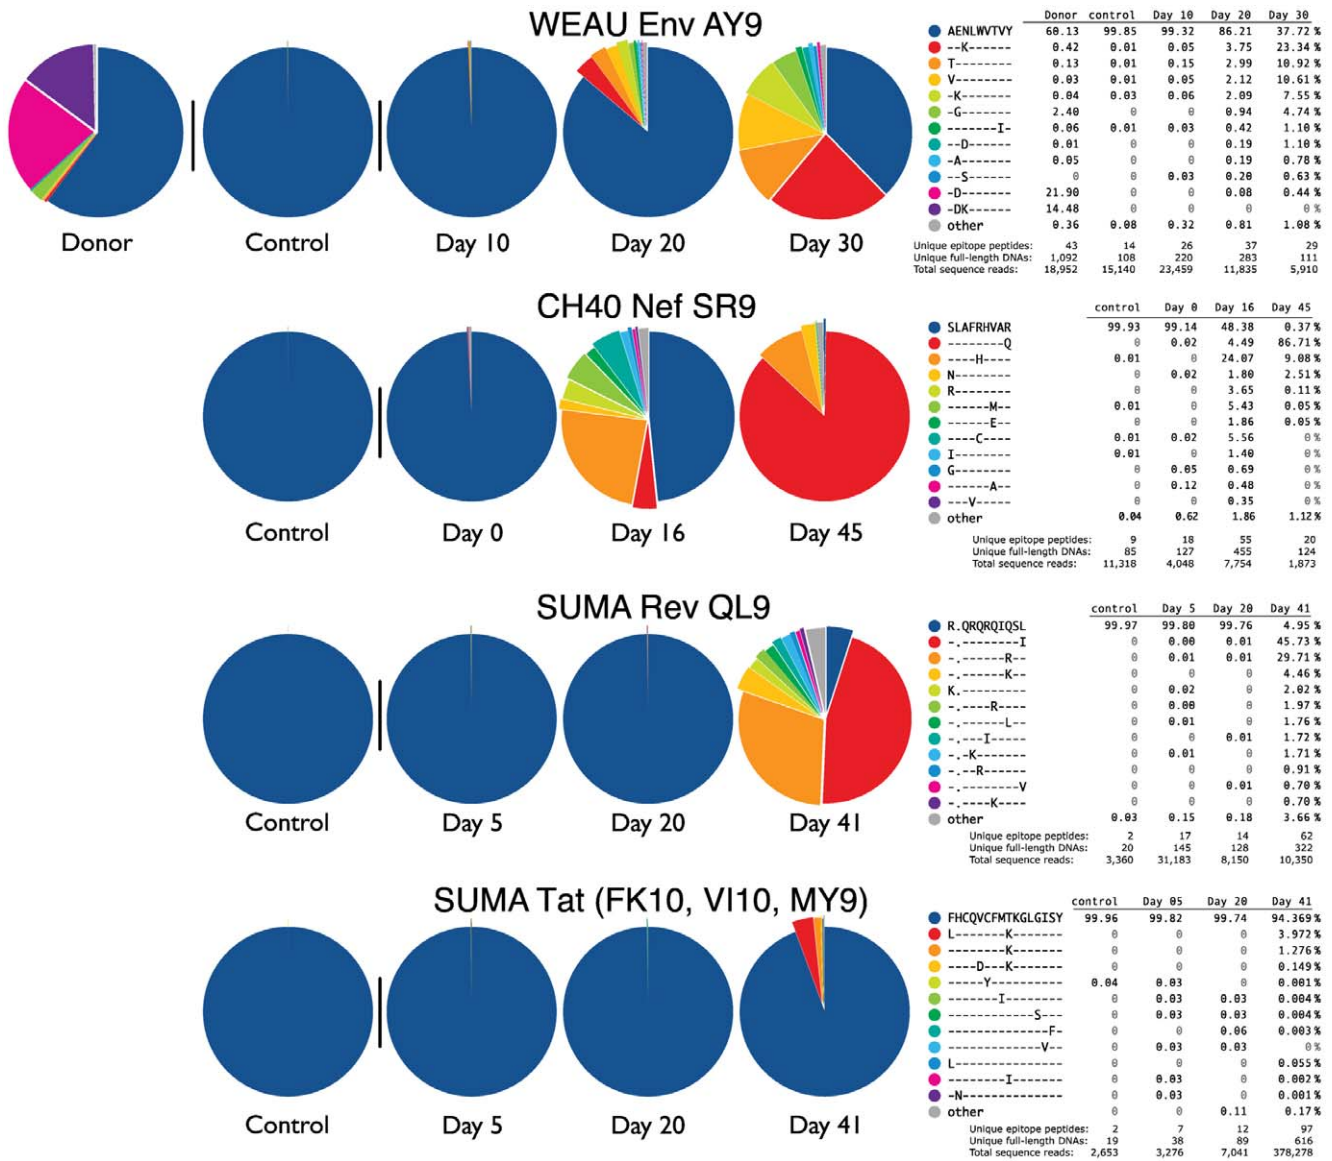 WEAU Env AY9
Donor control Day 10 Day 20 Day 30
AENLWVTVY 60.13 99.85 99.32 86.21 37.72 %
--K------ 0.42 0.01 0.05 3.75 23.34 %
T-------- 0.13 0.01 0.15 2.99 10.92 %
V-------- 0.03 0.01 0.05 2.12 10.61 %
-K------- 0.04 0.03 0.06 2.09 7.55 %
-G------- 2.40 0 0 0.94 4.74 %
-------I- 0.06 0.01 0.03 0.42 1.10 %
--D------ 0.01 0 0 0.19 1.10 %
-A------- 0.05 0 0 0.19 0.78 %
--S------ 0 0 0.03 0.20 0.63 %
-D------- 21.90 0 0 0.08 0.44 %
-DK------ 14.48 0 0 0 0 %
other 0.36 0.08 0.32 0.81 1.08 %
Unique epitope peptides: 43 14 26 37 29
Unique full-length DNAs: 1,092 108 220 283 111
Total sequence reads: 18,952 15,140 23,459 11,835 5,910
Donor Control Day 10 Day 20 Day 30
CH40 Nef SR9
control Day 0 Day 16 Day 45
SLAFRHVAR 99.93 99.14 48.38 0.37 %
--------Q 0 0.02 4.49 86.71 %
----H---- 0.01 0 24.07 9.08 %
N-------- 0 0.02 1.80 2.51 %
R-------- 0 0 3.65 0.11 %
------M-- 0.01 0 5.43 0.05 %
------E-- 0 0 1.86 0.05 %
----C---- 0.01 0.02 5.56 0 %
I-------- 0.01 0 1.40 0 %
G-------- 0 0.05 0.69 0 %
------A-- 0 0.12 0.48 0 %
---V----- 0 0 0.35 0 %
other 0.04 0.62 1.86 1.12 %
Unique epitope peptides: 9 18 55 20
Unique full-length DNAs: 85 127 455 124
Total sequence reads: 11,318 4,048 7,754 1,873
Control Day 0 Day 16 Day 45
SUMA Rev QL9
control Day 5 Day 20 Day 41
R.QRQRQIQSL 99.97 99.80 99.76 4.95 %
-.--------I 0 0.00 0.01 45.73 %
-.------R-- 0 0.01 0.01 29.71 %
-.------K-- 0 0 0 4.46 %
K.--------- 0 0.02 0 2.02 %
-.----R---- 0 0.00 0 1.97 %
-.------L-- 0 0.01 0 1.76 %
-.---I----- 0 0 0.01 1.72 %
-.-K------- 0 0.01 0 1.71 %
-.--R------ 0 0 0 0.91 %
-.--------V 0 0 0.01 0.70 %
-.----K---- 0 0 0 0.70 %
other 0.03 0.15 0.18 3.66 %
Unique epitope peptides: 2 17 14 62
Unique full-length DNAs: 20 145 128 322
Total sequence reads: 3,360 31,183 8,150 10,350
Control Day 5 Day 20 Day 41
SUMA Tat (FK10, VI10, MY9)
control Day 05 Day 20 Day 41
FHCQVCFMTKGLGISY 99.96 99.82 99.74 94.369 %
L-------K------- 0 0 0 3.972 %
--------K------- 0 0 0 1.276 %
----D---K------- 0 0 0 0.149 %
-----Y---------- 0.04 0.03 0 0.001 %
-------I-------- 0 0.03 0.03 0.004 %
------------S--- 0 0.03 0.03 0.004 %
--------------F- 0 0 0.06 0.003 %
-------------V-- 0 0.03 0.03 0 %
L--------------- 0 0 0 0.055 %
--------I------- 0 0.03 0 0.002 %
-N-------------- 0 0.03 0 0.001 %
other 0 0 0.11 0.17 %
Unique epitope peptides: 2 7 12 97
Unique full-length DNAs: 19 38 89 616
Total sequence reads: 2,653 3,276 7,041 378,278
Control Day 5 Day 20 Day 41